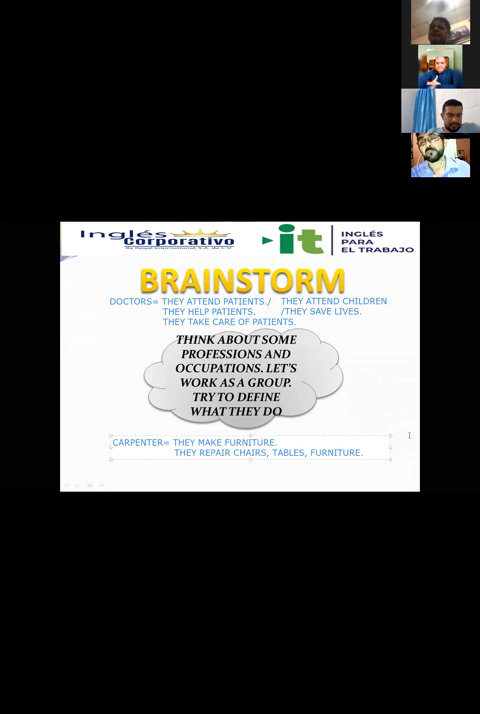 Inglés
Corporativo
it
INGLÉS
PARA
EL TRABAJO
BRAINSTORM
DOCTORS= THEY ATTEND PATIENTS./ THEY ATTEND CHILDREN
THEY HELP PATIENTS. /THEY SAVE LIVES.
THEY TAKE CARE OF PATIENTS.
THINK ABOUT SOME
PROFESSIONS AND
OCCUPATIONS. LET'S
WORK AS A GROUP.
TRY TO DEFINE
WHAT THEY DO
CARPENTER= THEY MAKE FURNITURE.
THEY REPAIR CHAIRS, TABLES, FURNITURE.